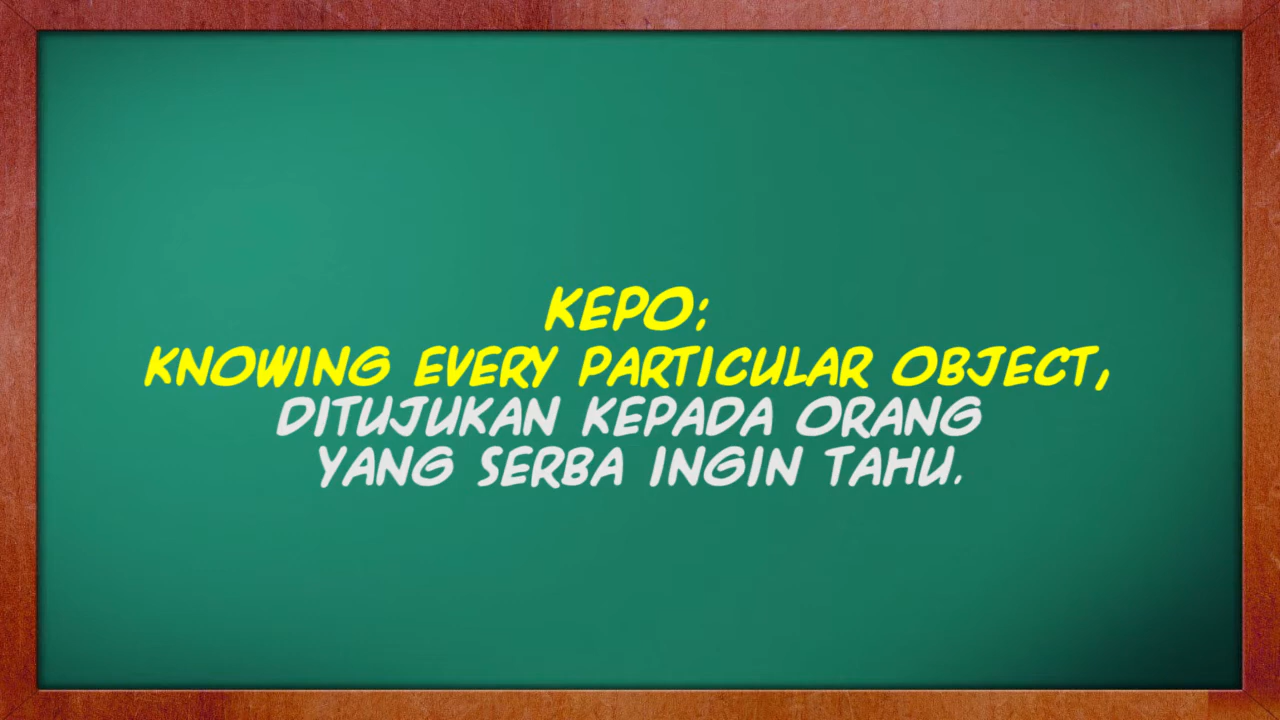 KEPO:
KNOWING EVERY PARTICULAR OBJECT,
DITUJUKAN KEPADA ORANG
YANG SERBA INGIN TAHU.